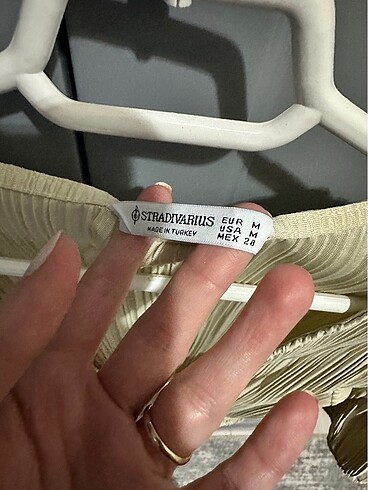 STRADIVARIUS
MADE IN TURKEY
EUR M
USA M
MEX 28